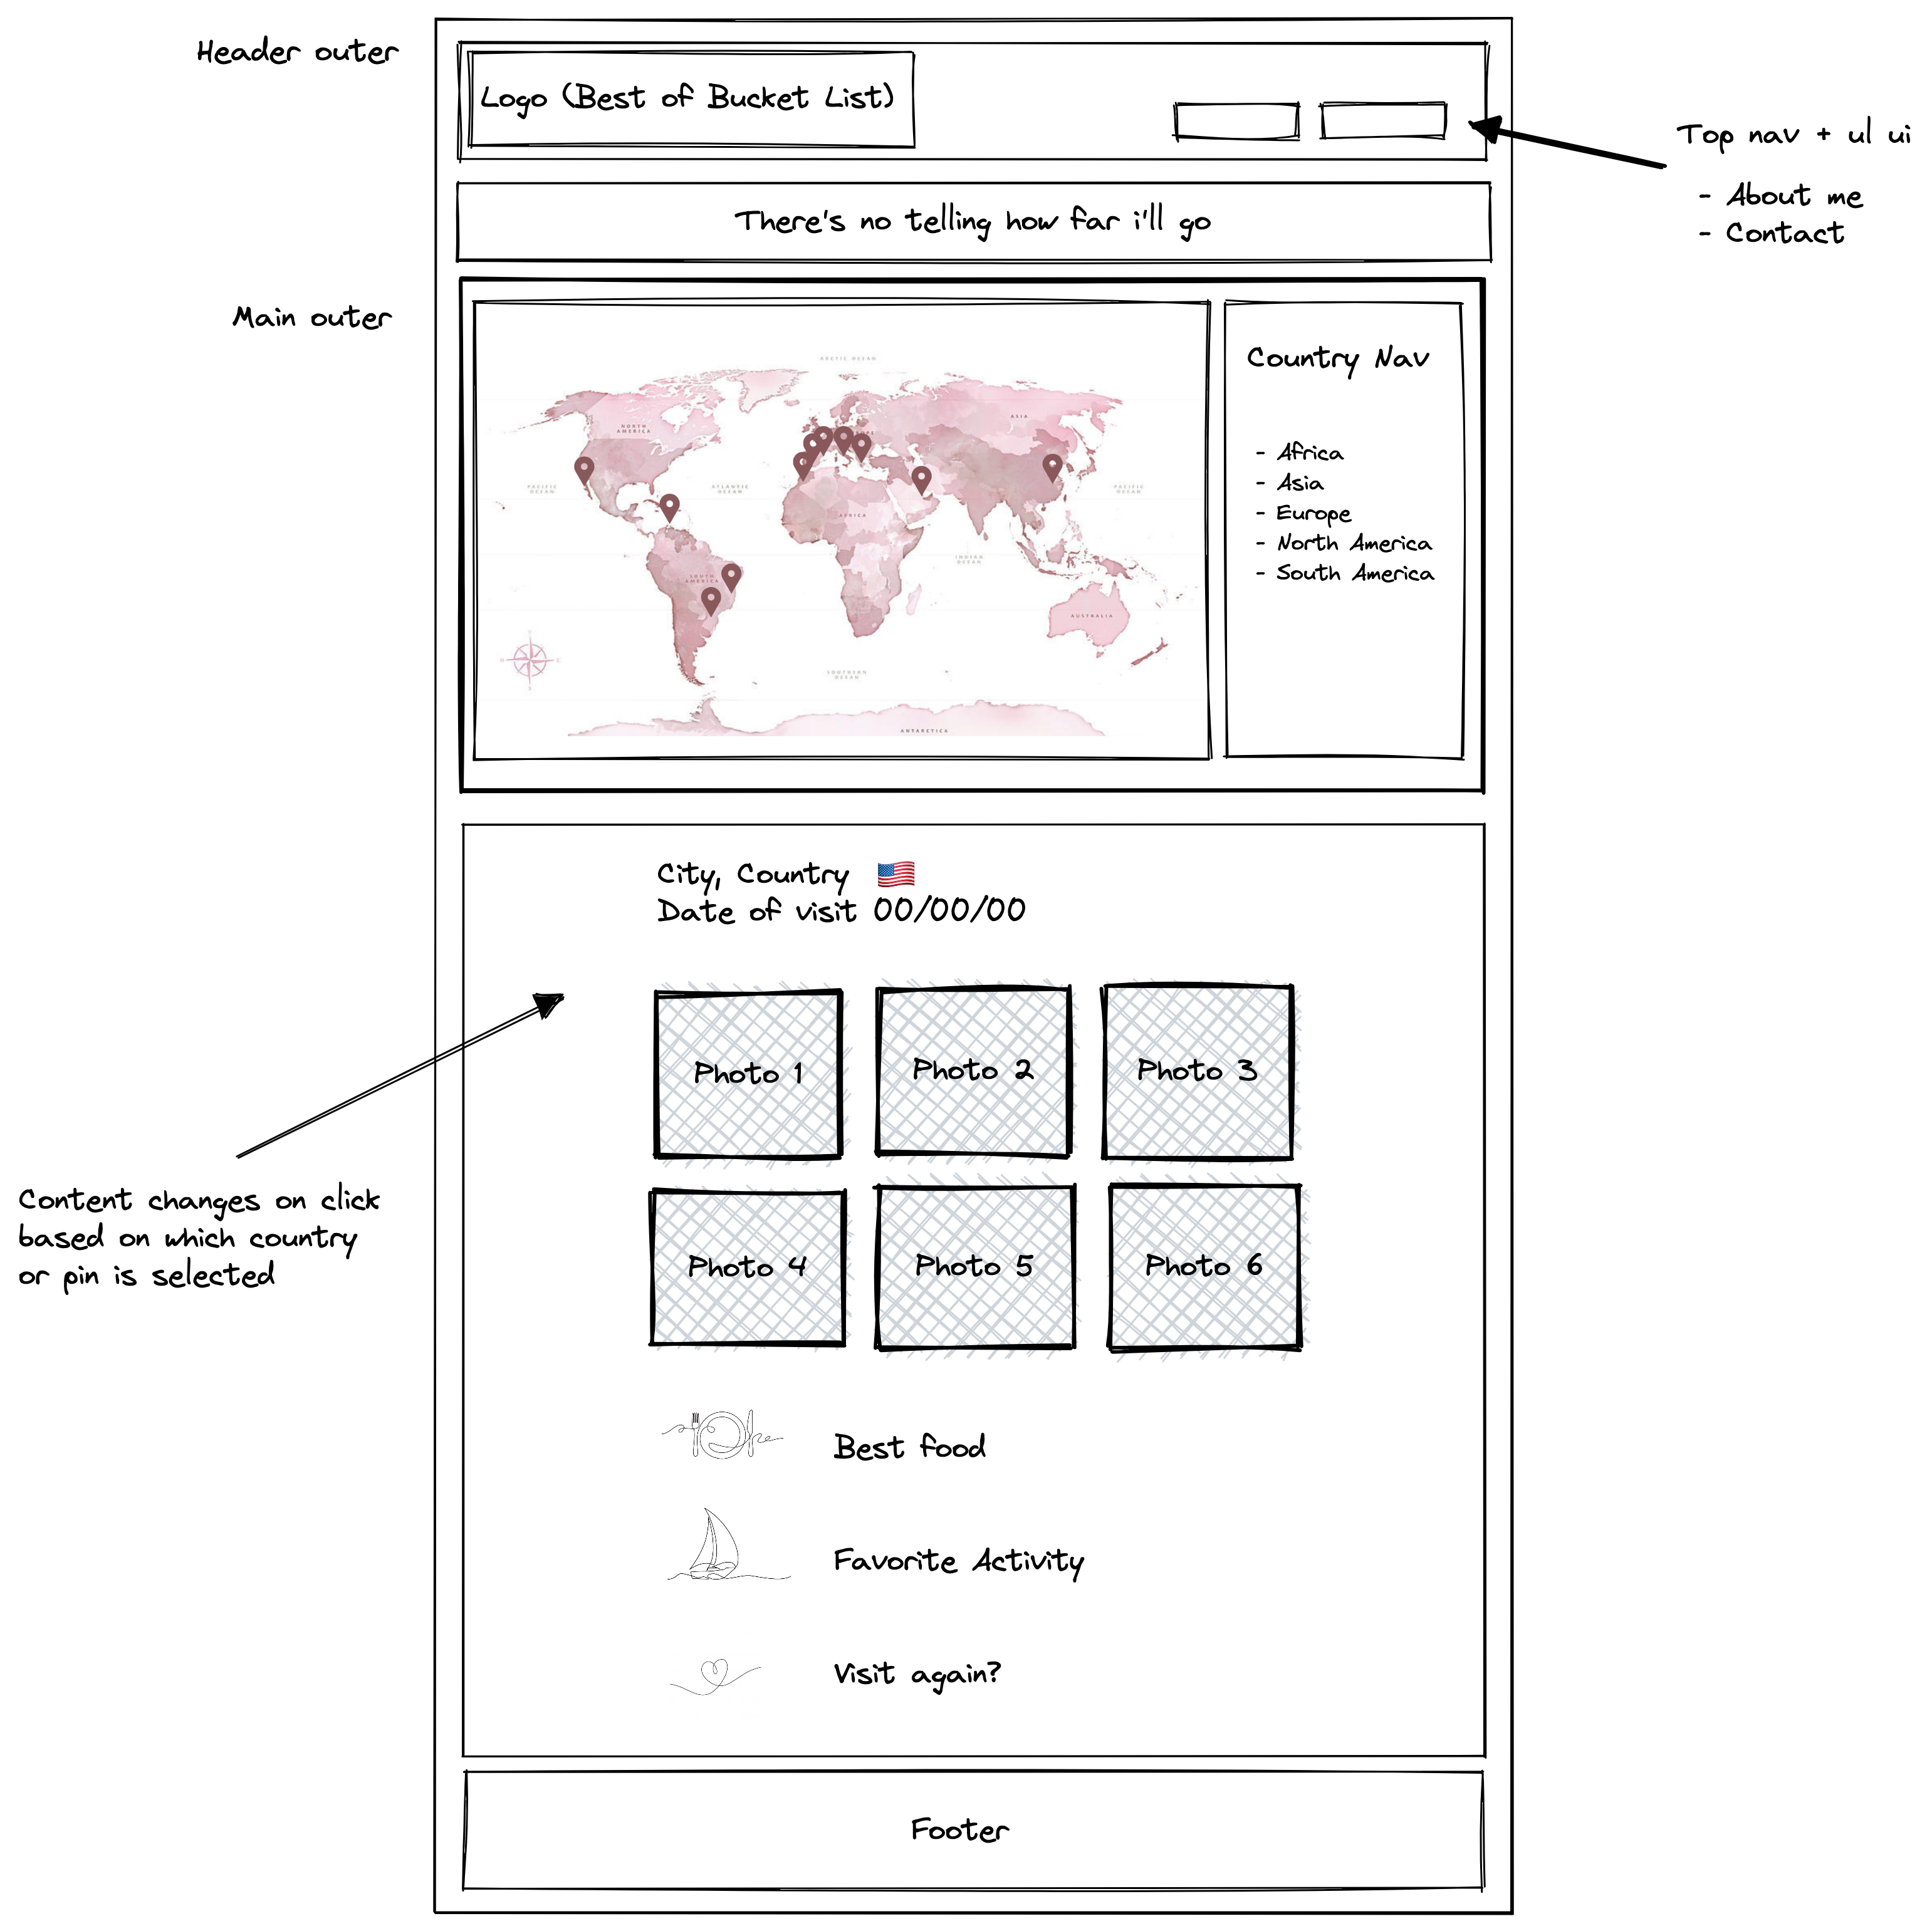 Header outer
Logo (Best of Bucket List)
Top nav + ul ui
- About me
- Contact
There's no telling how far i'll go
Main outer
ARCTIC OCEAN
NORTH
AMERICA
ASIA
PACIFIC
OCEAN
ATLANTIC
OCEAN
PACIFIC
OCEAN
AFRICA
INDIAN
OCEAN
SOUTH
AMERICA
AUSTRALIA
SOUTHERN
OCEAN
ANTARCTICA
Country Nav
- Africa
- Asia
- Europe
- North America
- South America
City, Country
Date of visit 00/00/00
Photo 1
Photo 2
Photo 3
Photo 4
Photo 5
Photo 6
Content changes on click
based on which country
or pin is selected
Best food
Favorite Activity
Visit again?
Footer